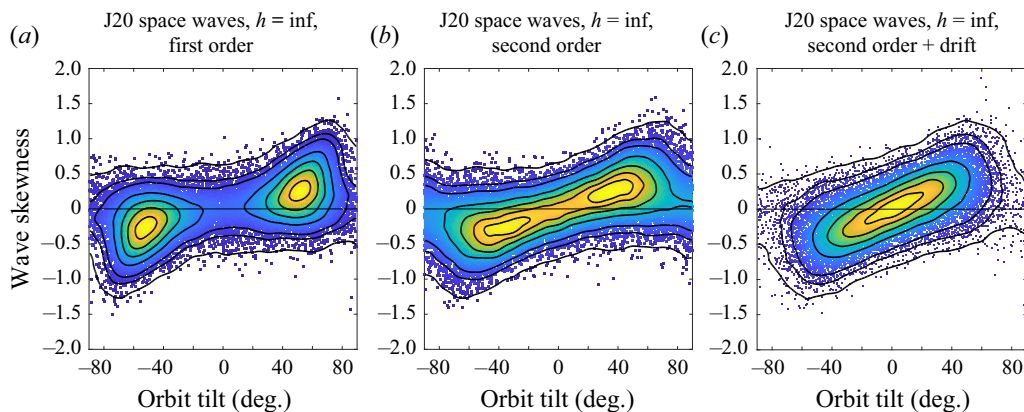 (a)
J20 space waves, h = inf,
first order
(b)
J20 space waves, h = inf,
second order
(c)
J20 space waves, h = inf,
second order + drift
Wave skewness
2.0
1.5
1.0
0.5
0
−0.5
−1.0
−1.5
−2.0
−80 −40 0 40 80
Orbit tilt (deg.)
2.0
1.5
1.0
0.5
0
−0.5
−1.0
−1.5
−2.0
−80 −40 0 40 80
Orbit tilt (deg.)
2.0
1.5
1.0
0.5
0
−0.5
−1.0
−1.5
−2.0
−80 −40 0 40 80
Orbit tilt (deg.)